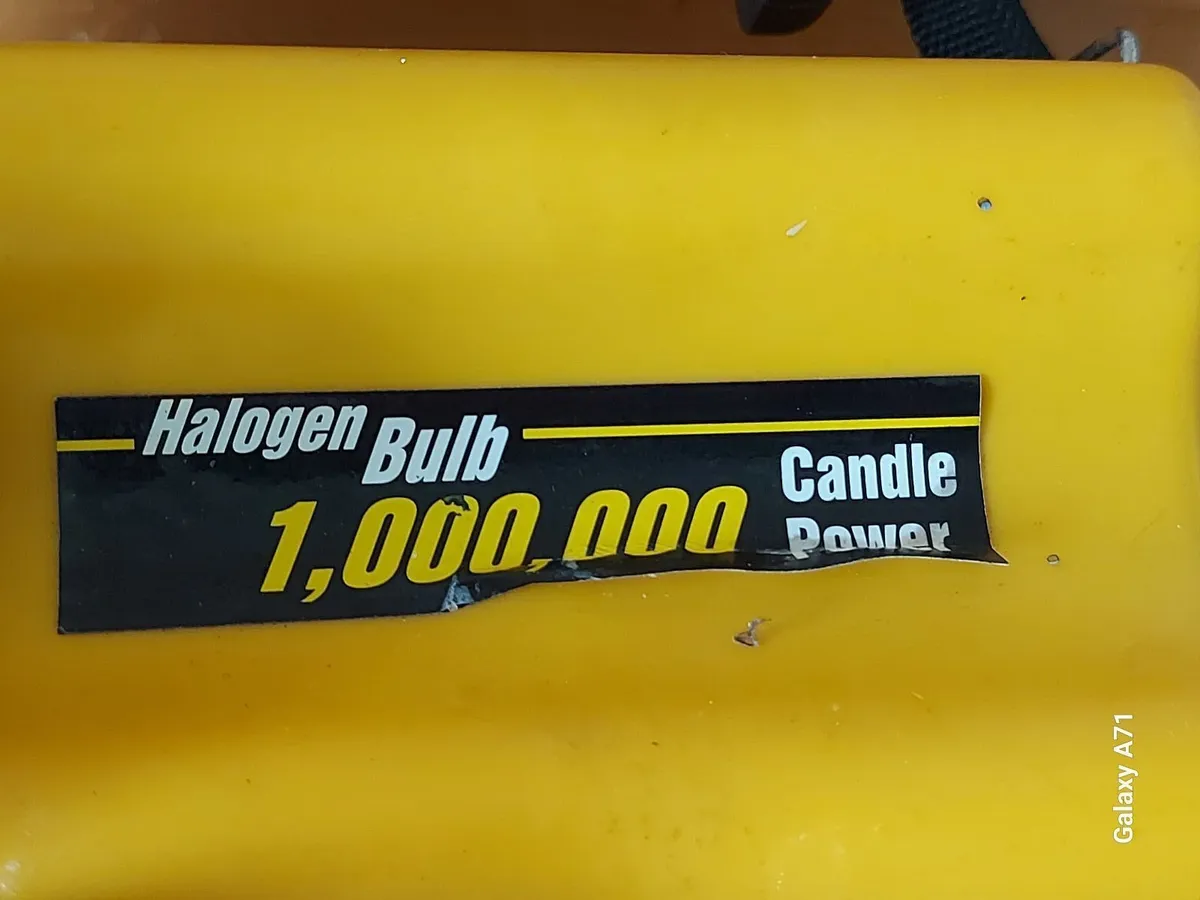 Halogen Bulb
1,000,000 Candle
Power
Galaxy A71